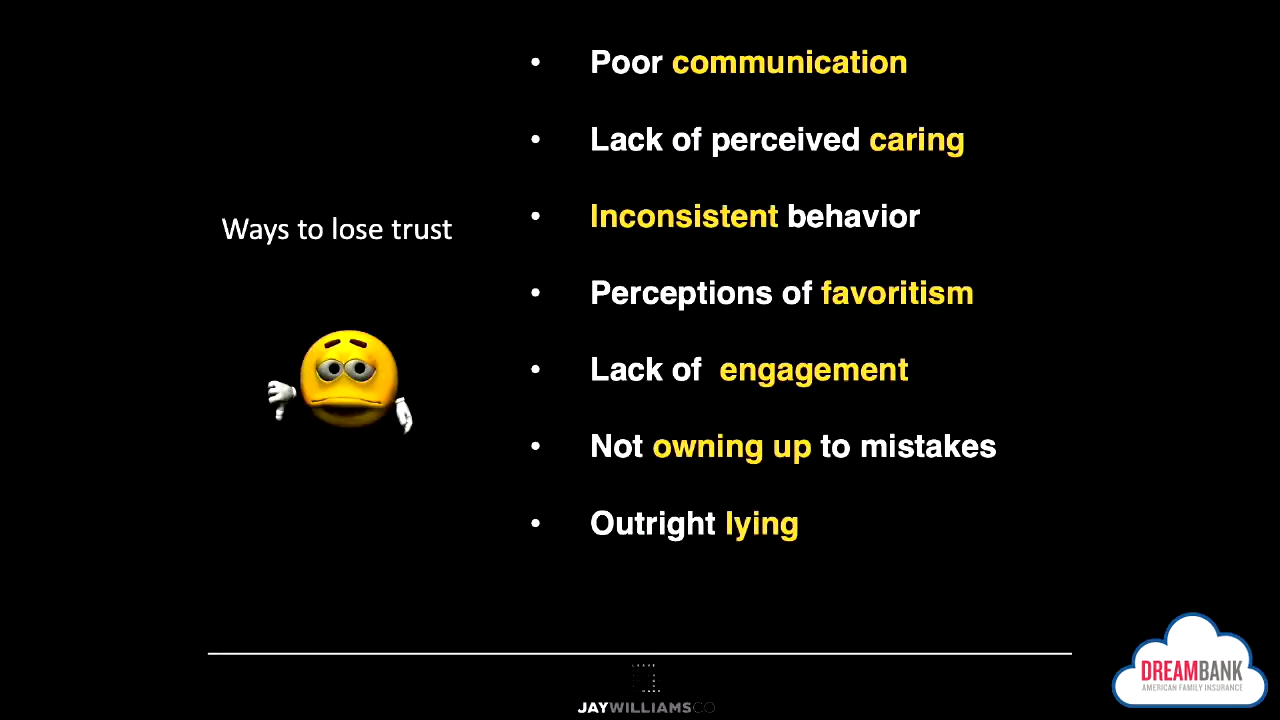 Ways to lose trust
• Poor communication
• Lack of perceived caring
• Inconsistent behavior
• Perceptions of favoritism
• Lack of engagement
• Not owning up to mistakes
• Outright lying
JAYWILLIAMSCO
DREAMBANK
AMERICAN FAMILY INSURANCE